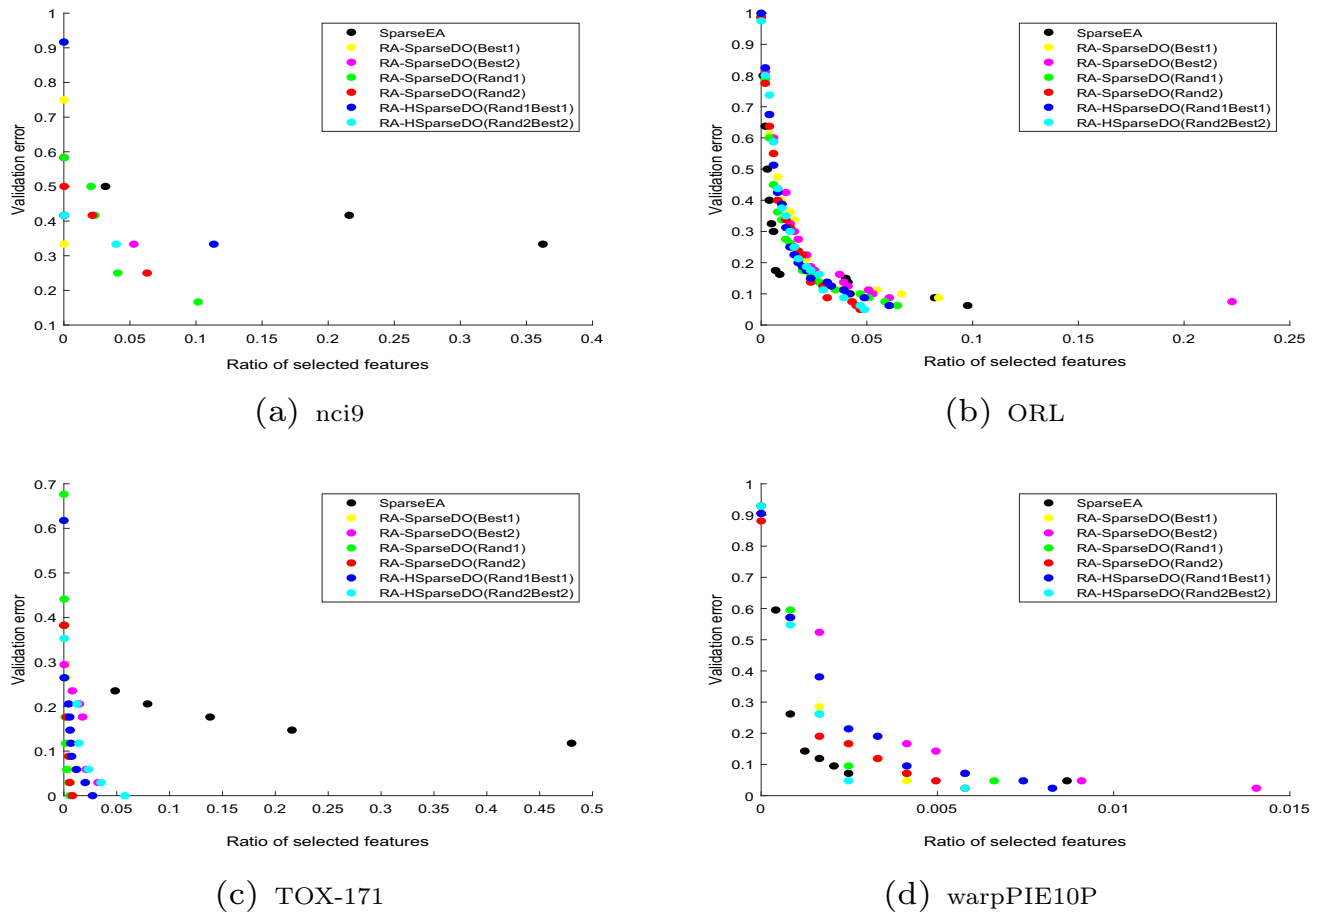 1
0.9
0.8
0.7
0.6
0.5
0.4
0.3
0.2
0.1
0 0.05 0.1 0.15 0.2 0.25 0.3 0.35 0.4
Validation error
Ratio of selected features
SparseEA
RA-SparseDO(Best1)
RA-SparseDO(Best2)
RA-SparseDO(Rand1)
RA-SparseDO(Rand2)
RA-HSparseDO(Rand1Best1)
RA-HSparseDO(Rand2Best2)
(a) nci9
1
0.9
0.8
0.7
0.6
0.5
0.4
0.3
0.2
0.1
0
0 0.05 0.1 0.15 0.2 0.25
Validation error
Ratio of selected features
SparseEA
RA-SparseDO(Best1)
RA-SparseDO(Best2)
RA-SparseDO(Rand1)
RA-SparseDO(Rand2)
RA-HSparseDO(Rand1Best1)
RA-HSparseDO(Rand2Best2)
(b) ORL
0.7
0.6
0.5
0.4
0.3
0.2
0.1
0
0 0.05 0.1 0.15 0.2 0.25 0.3 0.35 0.4 0.45 0.5
Validation error
Ratio of selected features
SparseEA
RA-SparseDO(Best1)
RA-SparseDO(Best2)
RA-SparseDO(Rand1)
RA-SparseDO(Rand2)
RA-HSparseDO(Rand1Best1)
RA-HSparseDO(Rand2Best2)
(c) TOX-171
1
0.9
0.8
0.7
0.6
0.5
0.4
0.3
0.2
0.1
0
0 0.005 0.01 0.015
Validation error
Ratio of selected features
SparseEA
RA-SparseDO(Best1)
RA-SparseDO(Best2)
RA-SparseDO(Rand1)
RA-SparseDO(Rand2)
RA-HSparseDO(Rand1Best1)
RA-HSparseDO(Rand2Best2)
(d) warpPIE10P